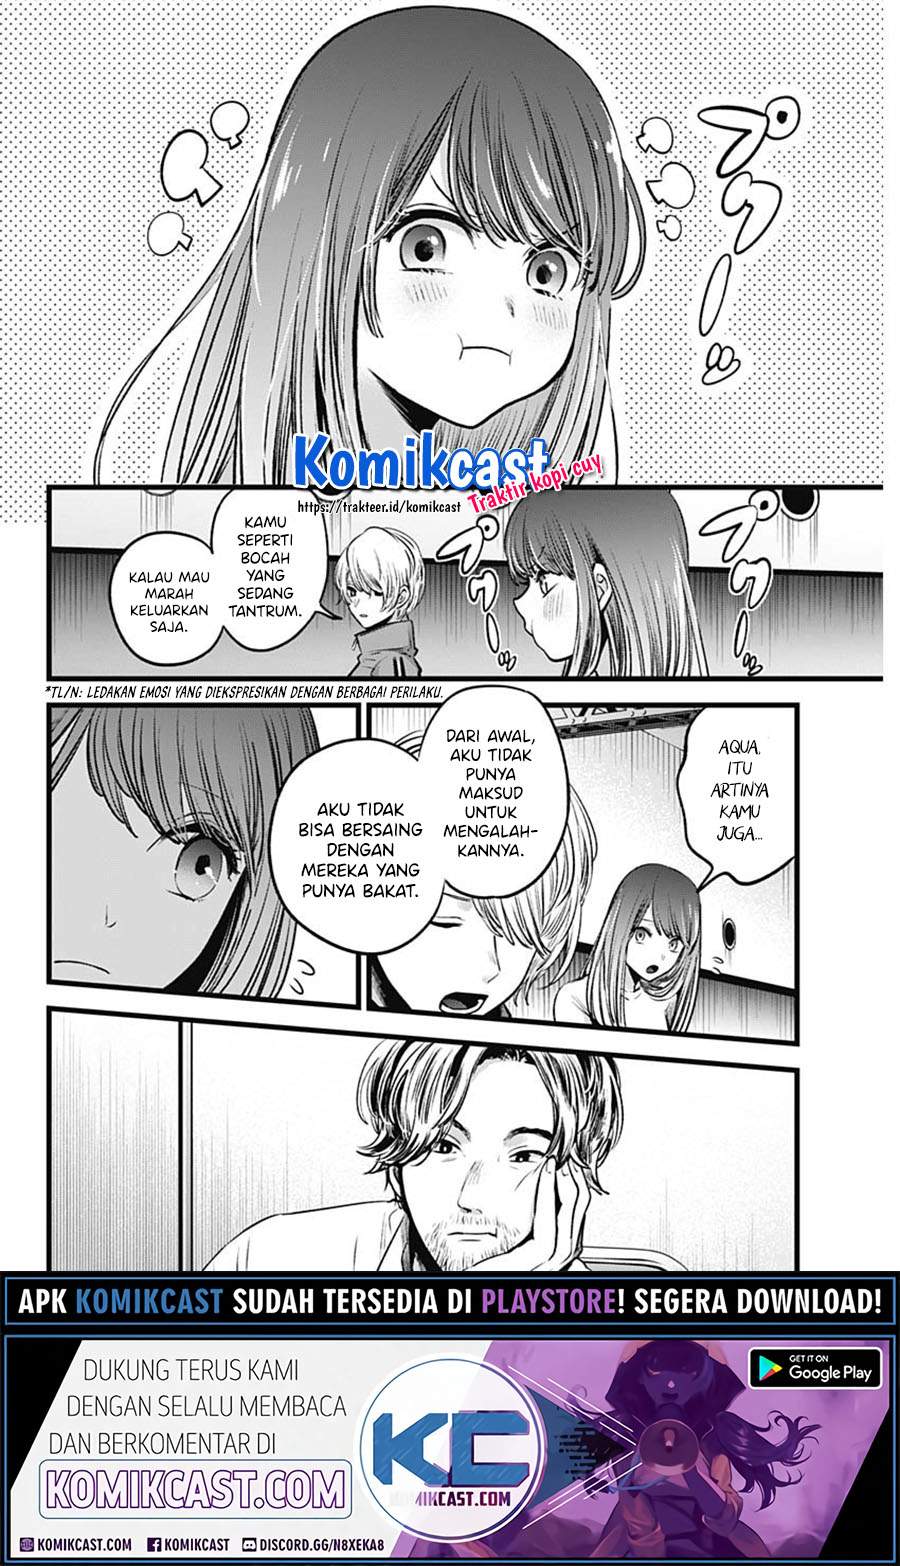 プクーッ
Komikcast
Traktir kopi cuy
https://trakteer.id/komikcast
プクーッ
KAMU
SEPERTI
BOCAH
YANG
SEDANG
TANTRUM.
KALAU MAU
MARAH
KELUARKAN
SAJA.
*TL/N: LEDAKAN EMOSI YANG DIEKSPRESIKAN DENGAN BERBAGAI PERILAKU.
AQUA,
ITU
ARTINYA
KAMU
JUGA...
DARI AWAL,
AKU TIDAK
PUNYA
MAKSUD
UNTUK
MENGALAH-
KANNYA.
AKU TIDAK
BISA BERSAING
DENGAN
MEREKA YANG
PUNYA BAKAT.
APK KOMIKCAST SUDAH TERSEDIA DI PLAYSTORE! SEGERA DOWNLOAD!
DUKUNG TERUS KAMI
DENGAN SELALU MEMBACA
DAN BERKOMENTAR DI
KOMIKCAST.COM
KOMIKCAST.COM
KOMIKCAST
DISCORD.GG/N8XEKA8
KC
KOMIKCAST.COM
GET IT ON
Google Play